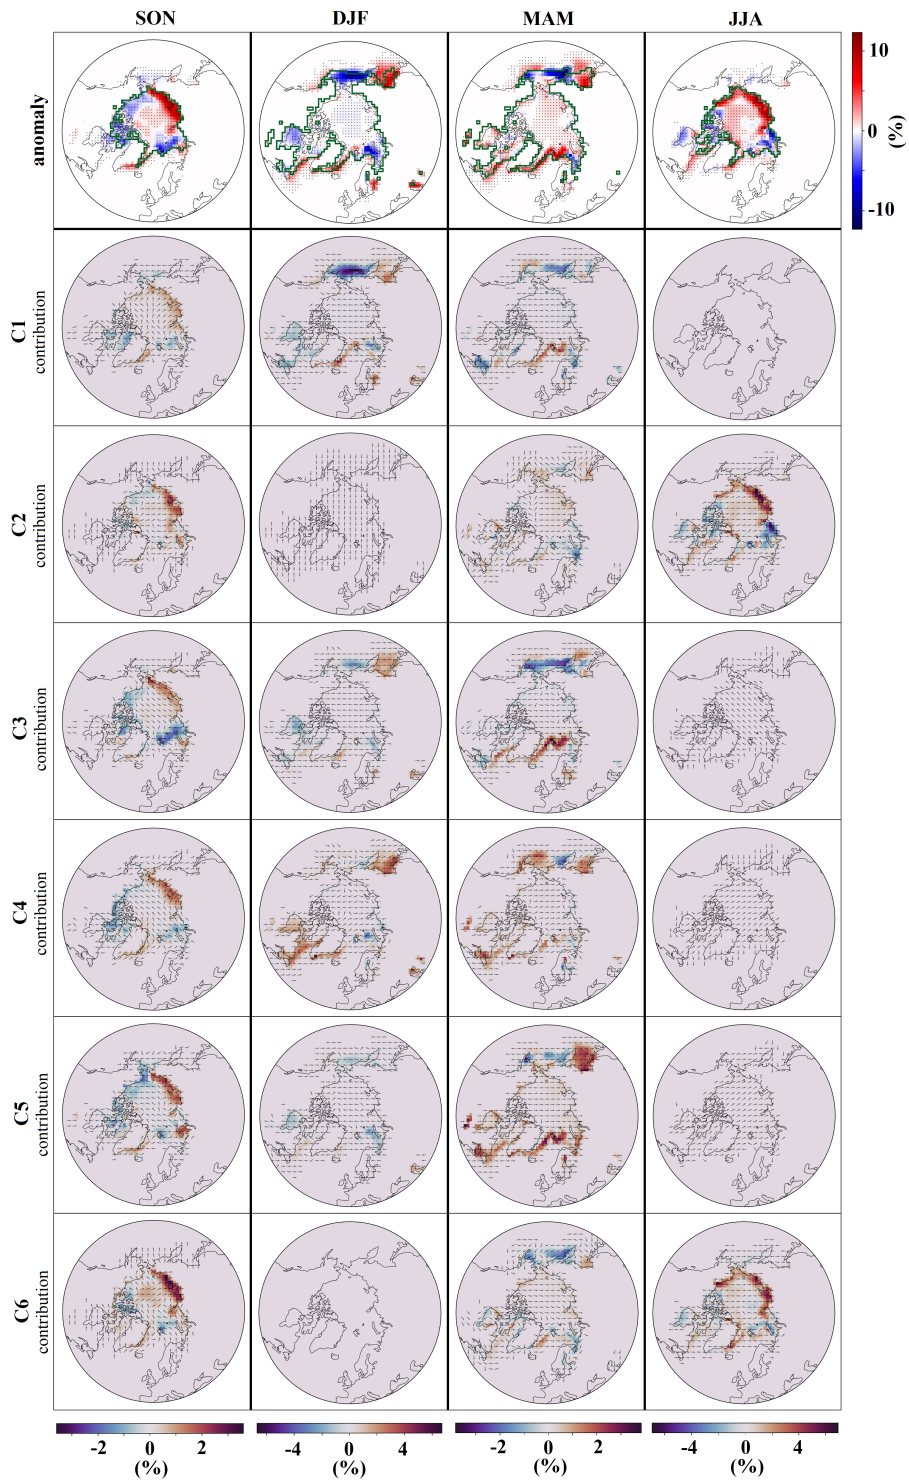 SON DJF MAM JJA
anomaly
10
0
-10
(%)
C1
contribution
C2
contribution
C3
contribution
C4
contribution
C5
contribution
C6
contribution
-2 0 2 -4 0 4 -2 0 2 -4 0 4
(%) (%) (%) (%)